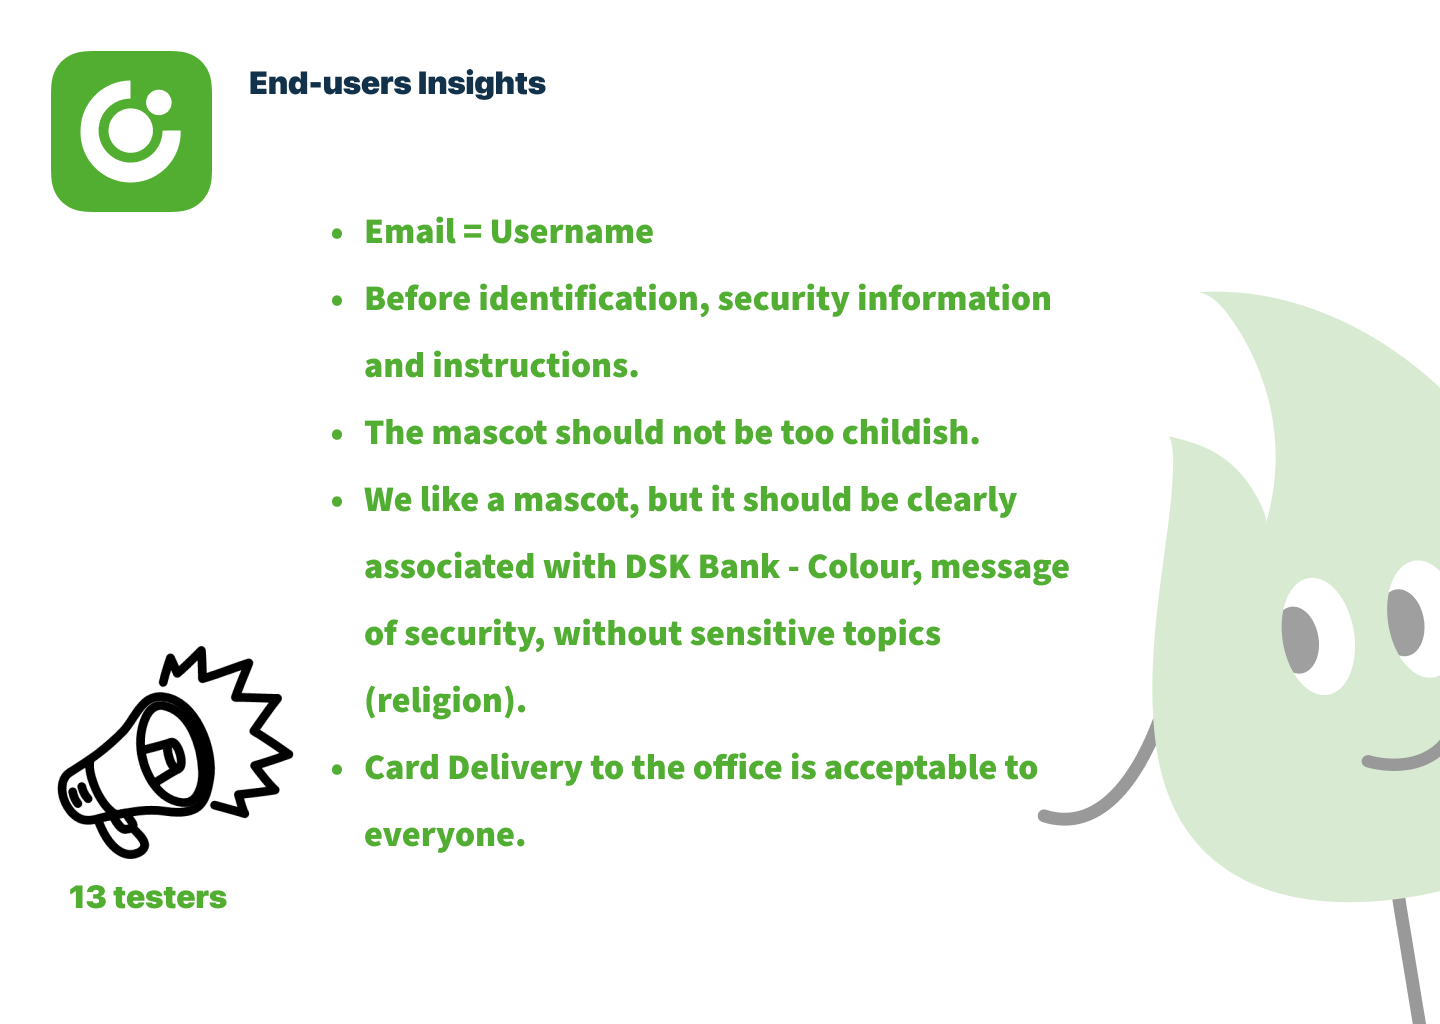 End-users Insights
• Email = Username
• Before identification, security information
and instructions.
• The mascot should not be too childish.
• We like a mascot, but it should be clearly
associated with DSK Bank - Colour, message
of security, without sensitive topics
(religion).
• Card Delivery to the office is acceptable to
everyone.
13 testers